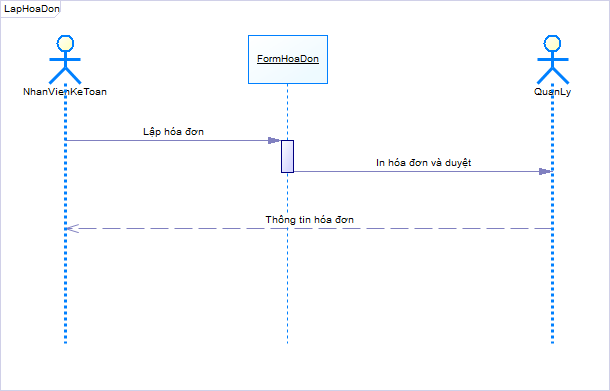 LapHoaDon
FormHoaDon
NhanVienKeToan
QuanLy
Lập hóa đơn
In hóa đơn và duyệt
Thông tin hóa đơn